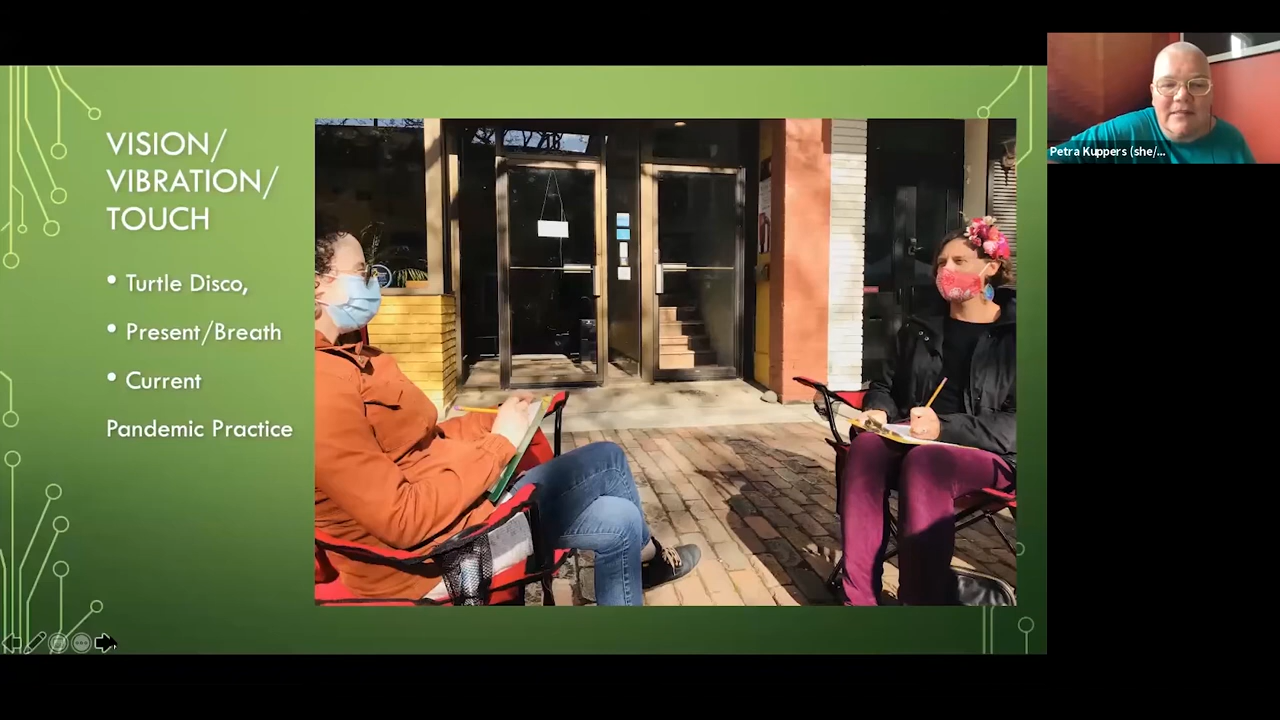 VISION/
VIBRATION/
TOUCH
• Turtle Disco,
• Present/Breath
• Current
Pandemic Practice
Petra Kuppers (she/...